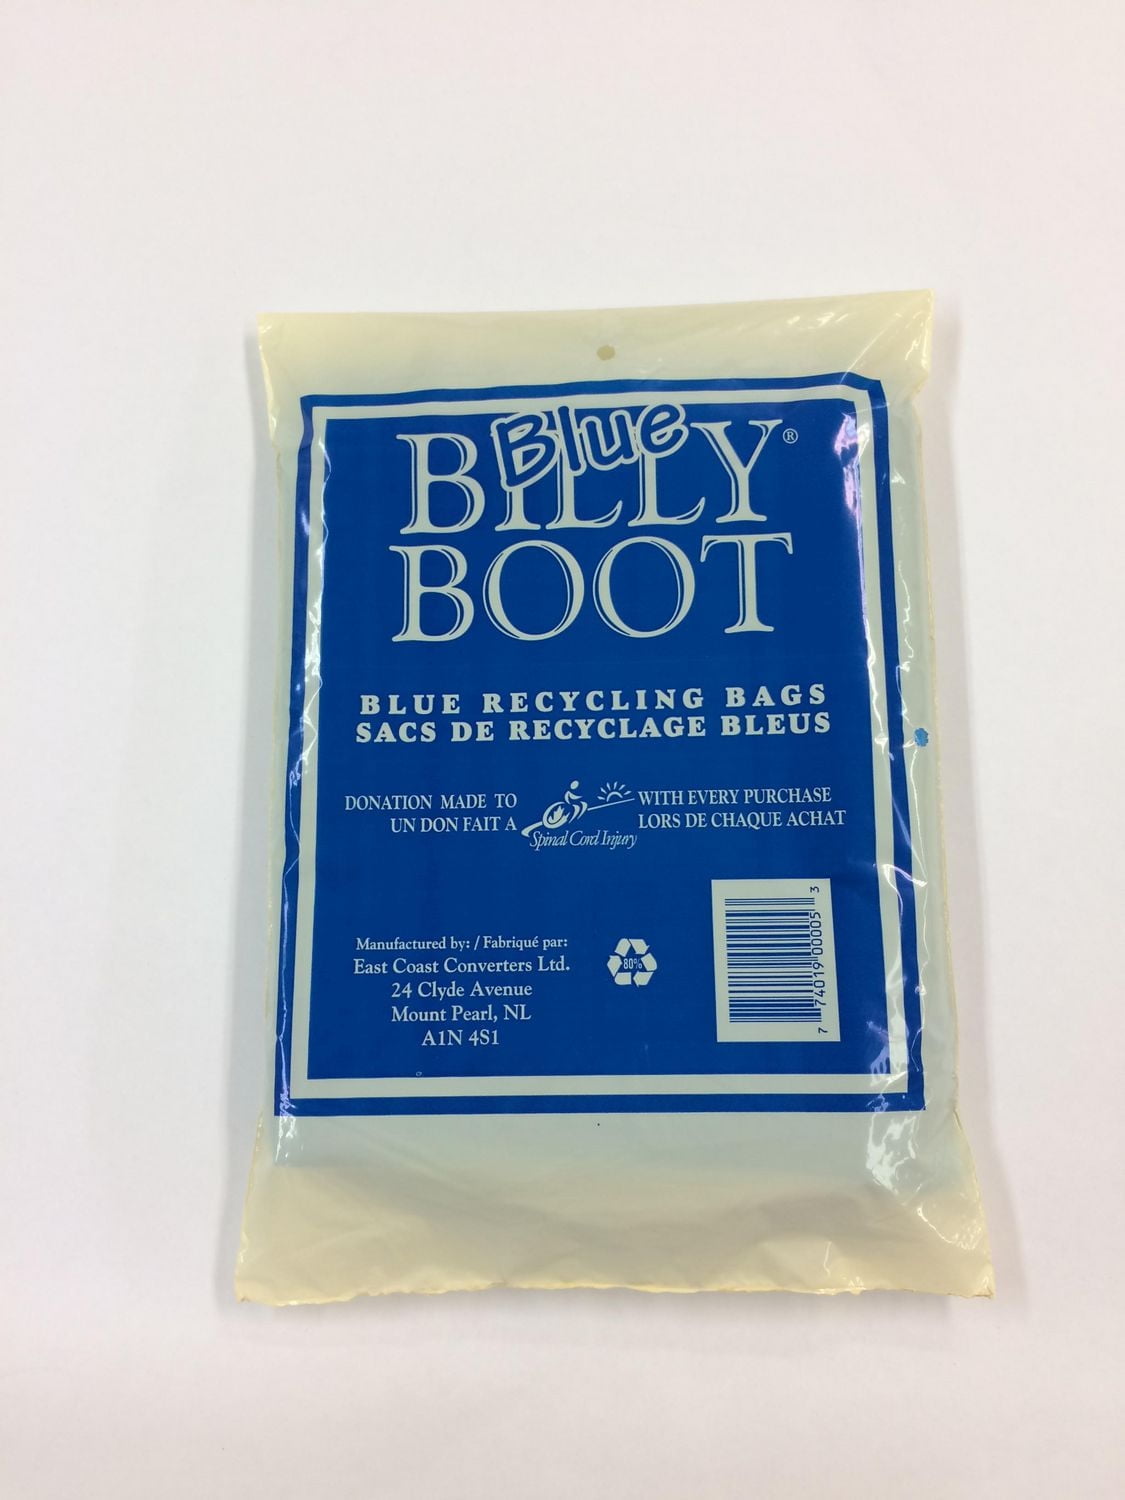 Blue
BILLY®
BOOT
BLUE RECYCLING BAGS
SACS DE RECYCLAGE BLEUS
DONATION MADE TO
UN DON FAIT A
Spinal Cord Injury
WITH EVERY PURCHASE
LORS DE CHAQUE ACHAT
Manufactured by: / Fabriqué par:
East Coast Converters Ltd.
24 Clyde Avenue
Mount Pearl, NL
A1N 4S1
80%
7 74019 00005 3